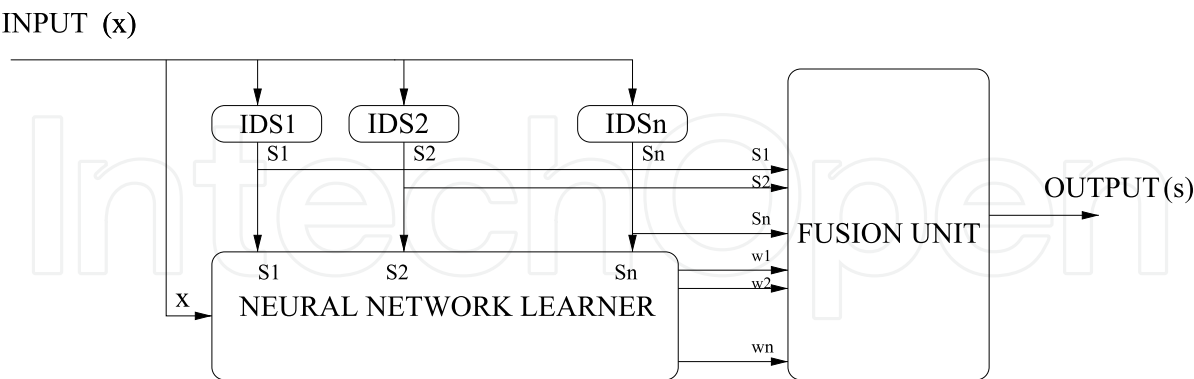 INPUT (x)
IDS1 IDS2 IDSn
S1 S2 Sn S1
S2
OUTPUT(s)
Sn
FUSION UNIT
w1
S1 S2 Sn
w2
x
NEURAL NETWORK LEARNER
wn
IntechOpen